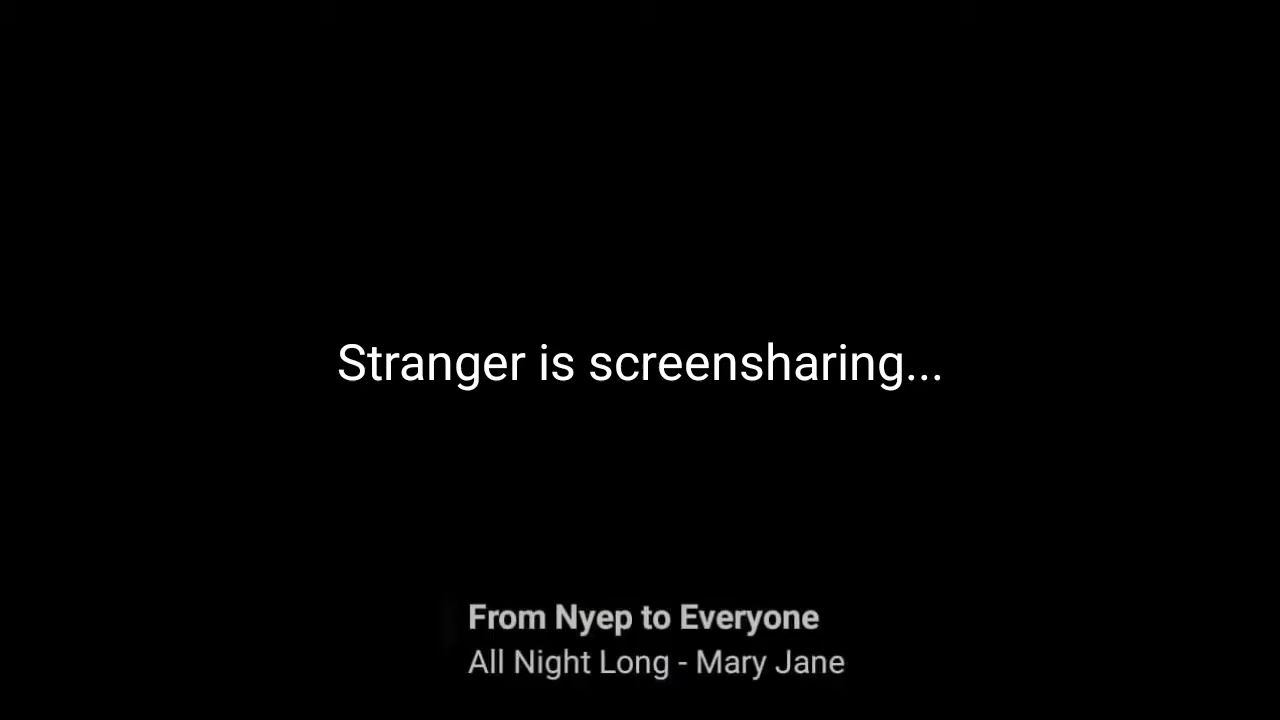 Stranger is screensharing...
From Nyep to Everyone
All Night Long - Mary Jane